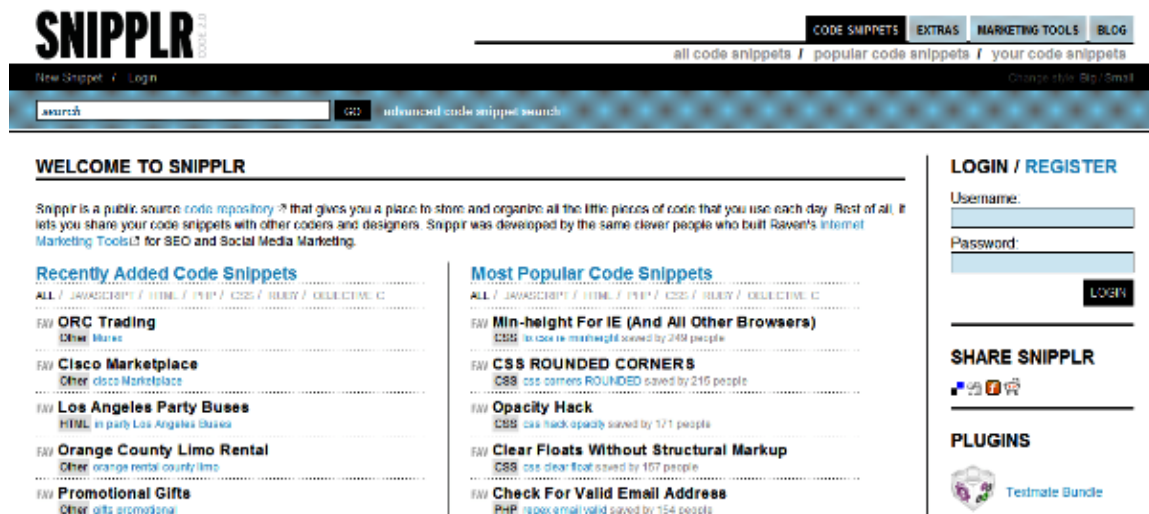 SNIPPLR
CODE 2.0
CODE SNIPPETS EXTRAS MARKETING TOOLS BLOG
all code snippets / popular code snippets / your code snippets
New Snippet / Login
Change style: Big / Small
search GO advanced code snippet search
WELCOME TO SNIPPLR
Snipplr is a public source code repository that gives you a place to store and organize all the little pieces of code that you use each day. Best of all, it
lets you share your code snippets with other coders and designers. Snipplr was developed by the same clever people who built Raven's Internet
Marketing Tools for SEO and Social Media Marketing.
Recently Added Code Snippets
ALL / JAVASCRIPT / HTML / PHP / CSS / RUBY / OBJECTIVE C
FAV ORC Trading
Other
FAV Cisco Marketplace
Other cisco Marketplace
FAV Los Angeles Party Buses
HTML in party Los Angeles Buses
FAV Orange County Limo Rental
Other orange rental county limo
FAV Promotional Gifts
Other gifts promotional
Most Popular Code Snippets
ALL / JAVASCRIPT / HTML / PHP / CSS / RUBY / OBJECTIVE C
FAV Min-height For IE (And All Other Browsers)
CSS ie minheight saved by 249 people
FAV CSS ROUNDED CORNERS
CSS css corners ROUNDED saved by 215 people
FAV Opacity Hack
CSS css hack opacity saved by 171 people
FAV Clear Floats Without Structural Markup
CSS css clear float saved by 157 people
FAV Check For Valid Email Address
PHP regex email valid saved by 154 people
LOGIN / REGISTER
Username:
Password:
LOGIN
SHARE SNIPPLR
PLUGINS
Textmate Bundle